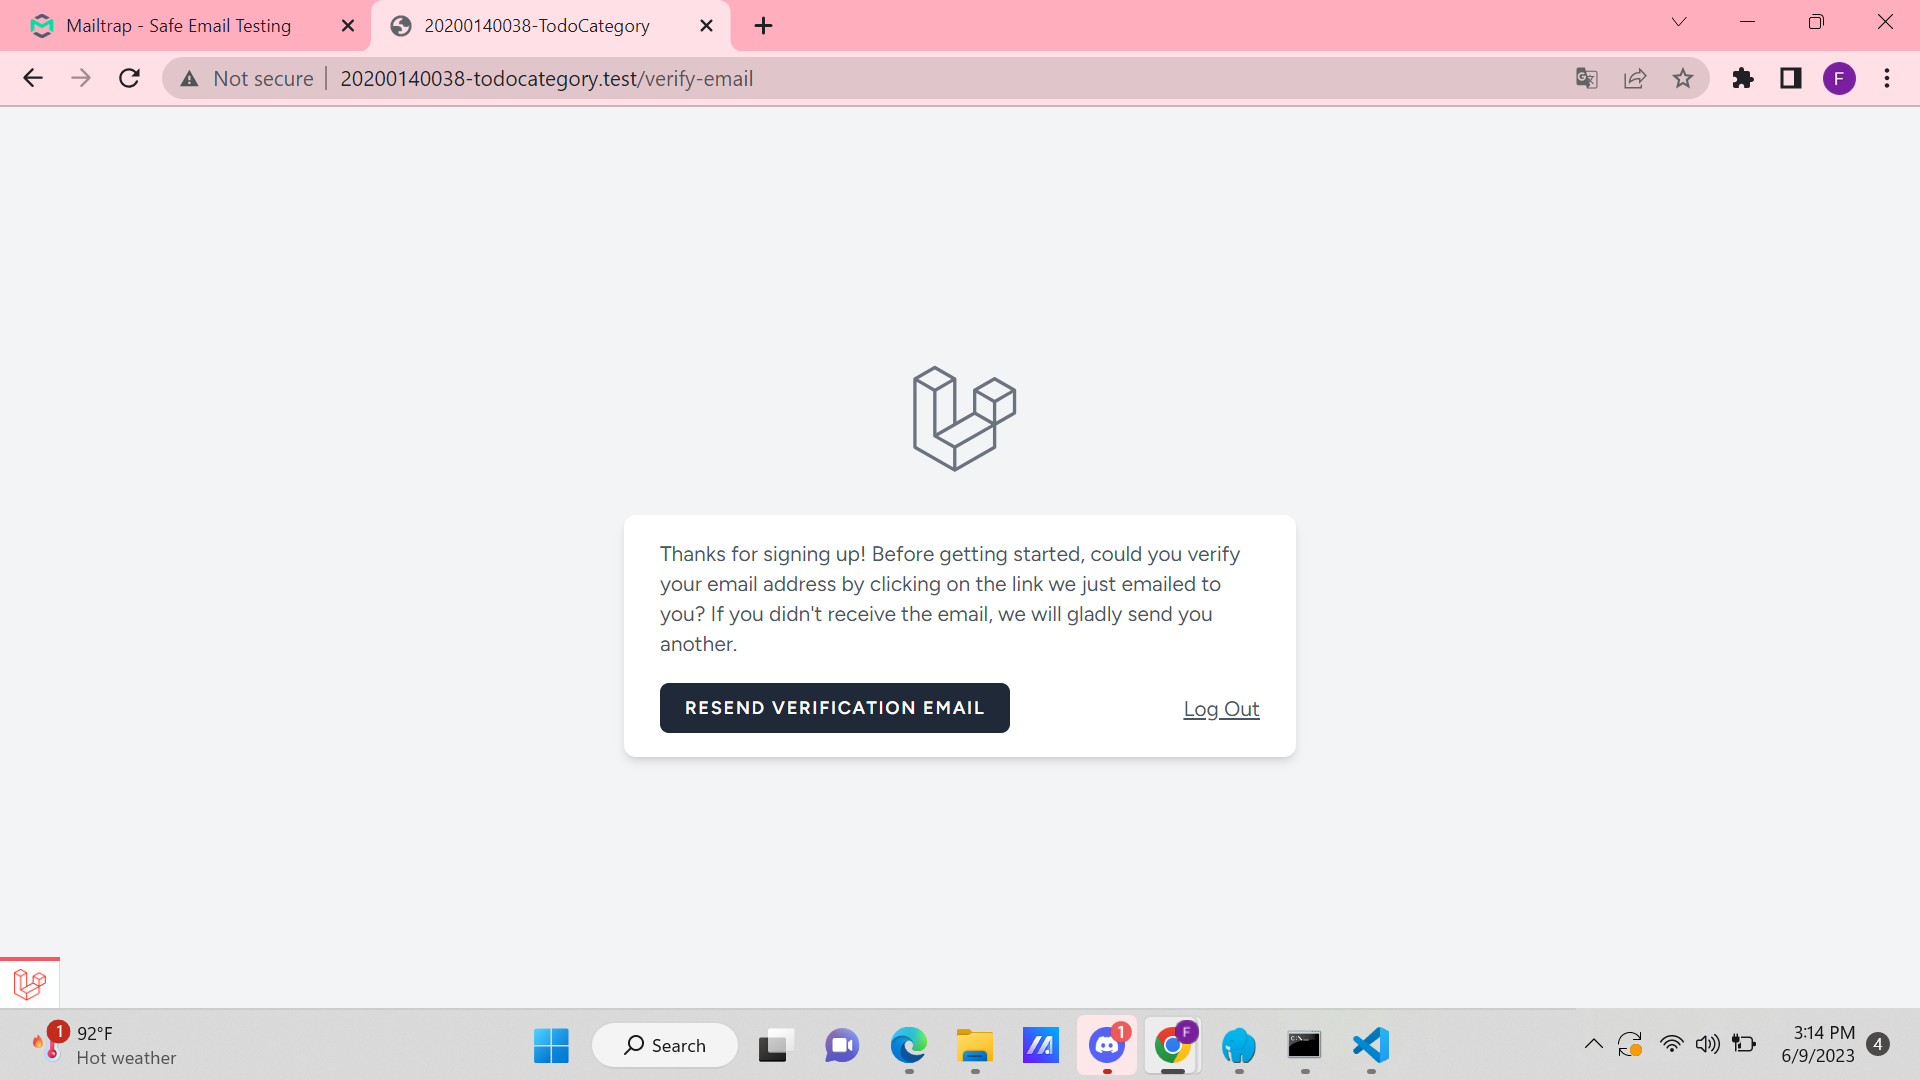 Mailtrap - Safe Email Testing
20200140038-TodoCategory
Not secure
20200140038-todocategory.test/verify-email
F
Thanks for signing up! Before getting started, could you verify
your email address by clicking on the link we just emailed to
you? If you didn't receive the email, we will gladly send you
another.
RESEND VERIFICATION EMAIL
Log Out
1
92°F
Hot weather
Search
1
F
C:\
3:14 PM
6/9/2023
4